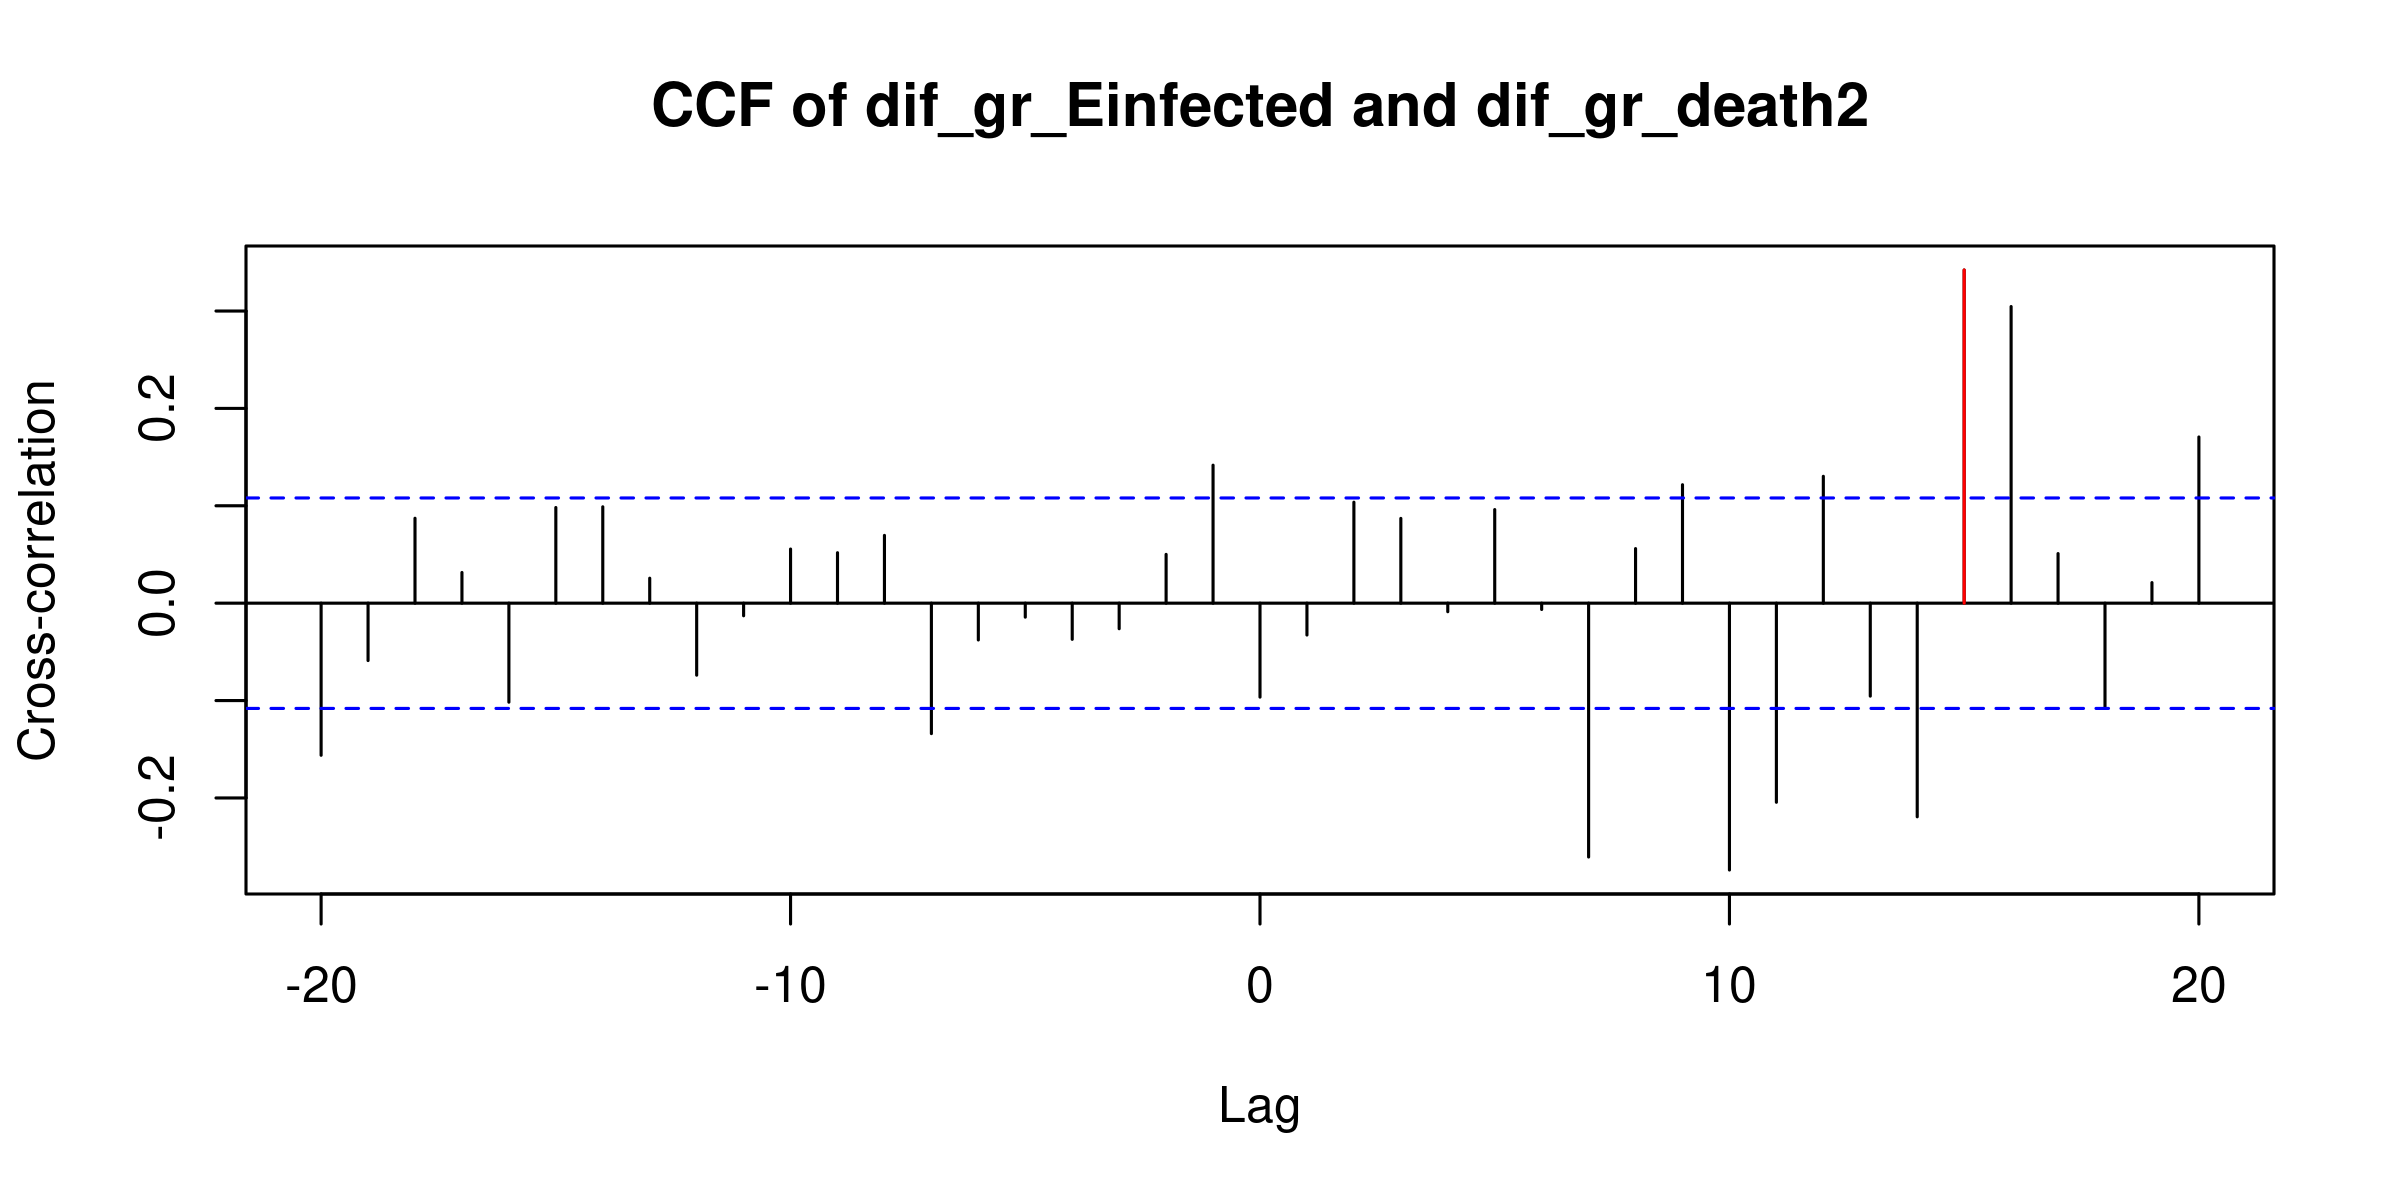 CCF of dif_gr_Einfected and dif_gr_death2
Cross-correlation
0.2
0.0
-0.2
-20 -10 0 10 20
Lag